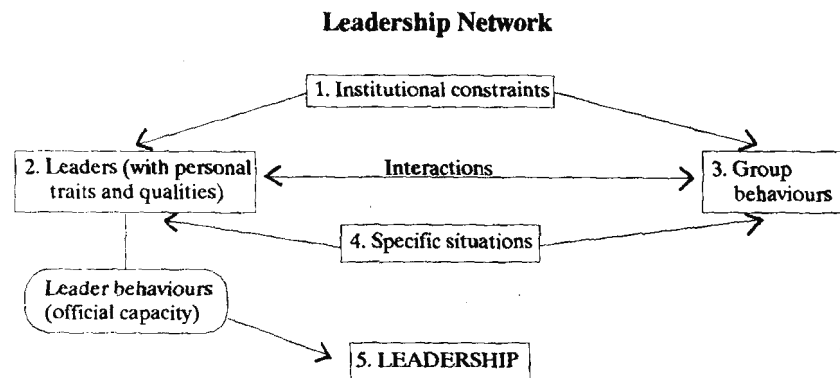 Leadership Network
1. Institutional constraints
2. Leaders (with personal
traits and qualities)
Interactions
3. Group
behaviours
4. Specific situations
Leader behaviours
(official capacity)
5. LEADERSHIP